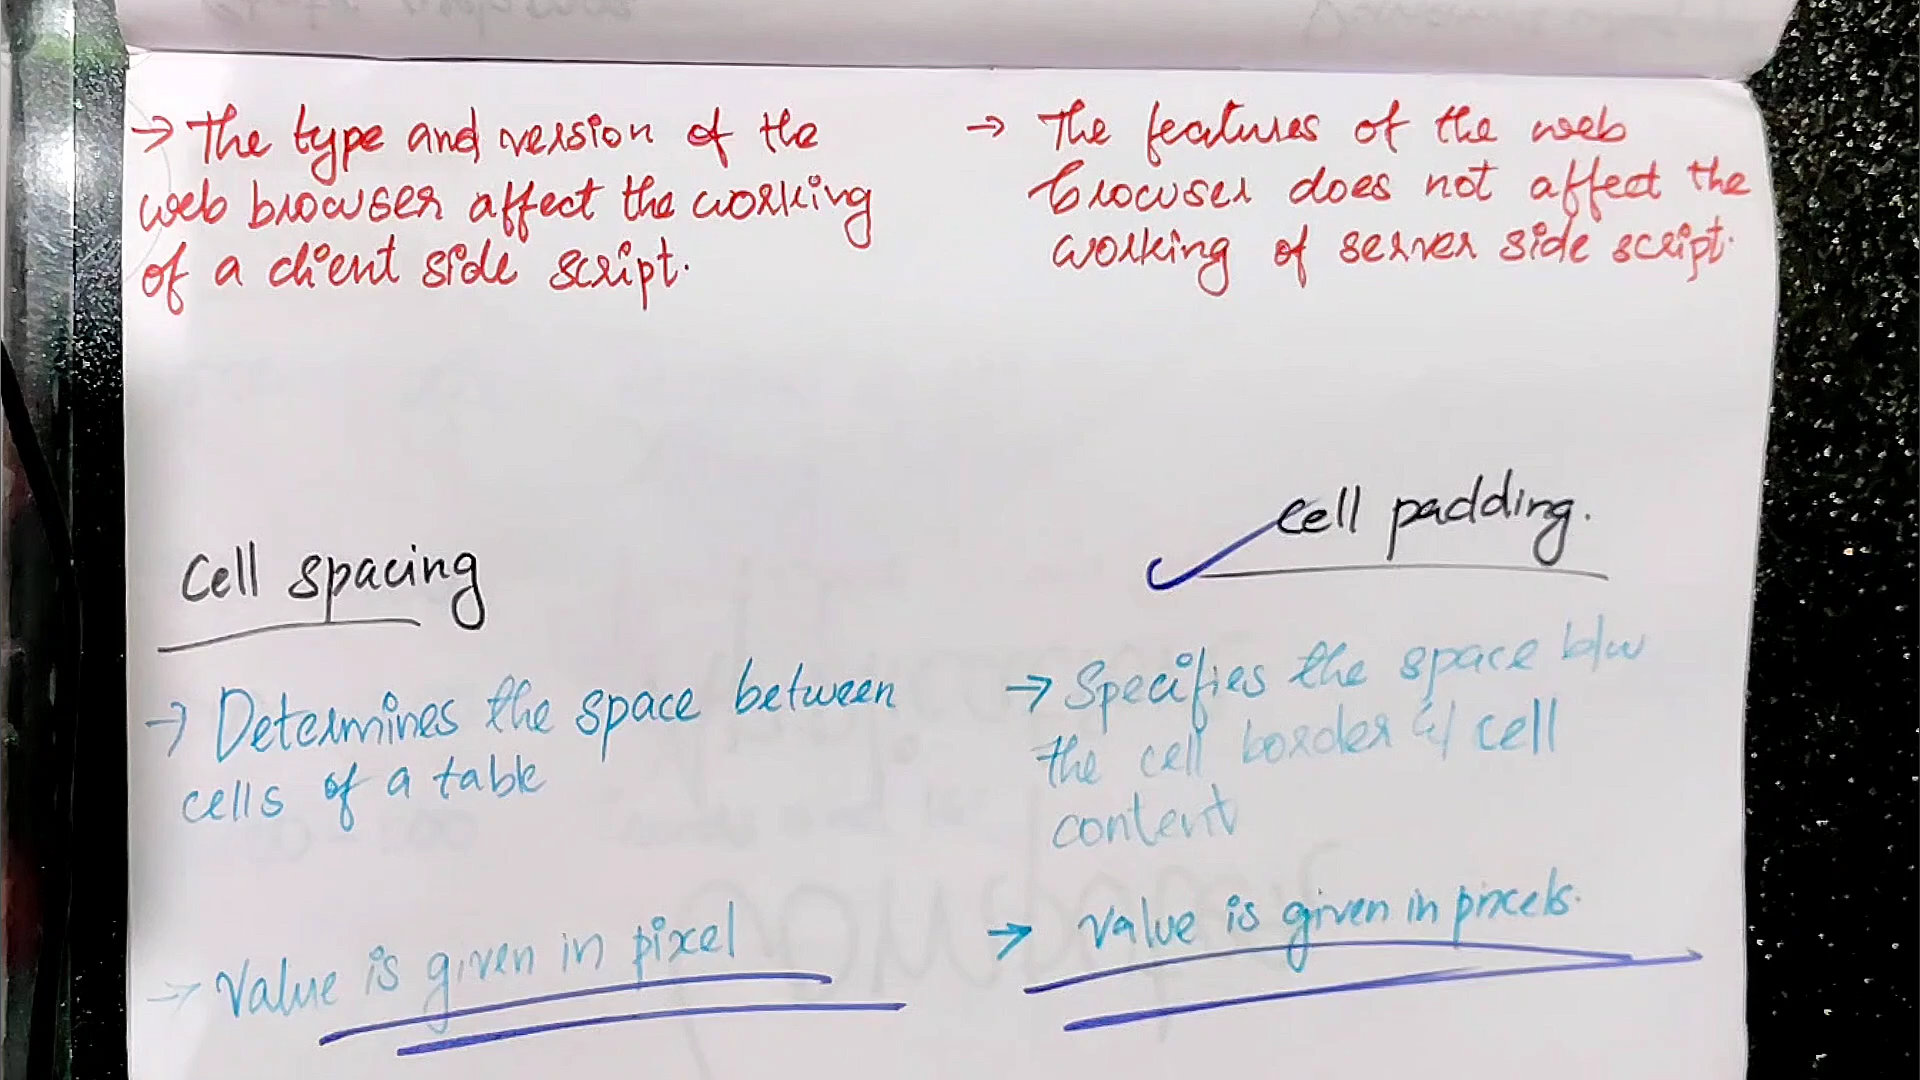 → The type and version of the
web browser affect the working
of a client side script.
→ The features of the web
browser does not affect the
working of server side script.
Cell spacing
→ Determines the space between
cells of a table
→ Value is given in pixel
cell padding.
→ Specifies the space b/w
the cell border & cell
content
→ Value is given in pixels.